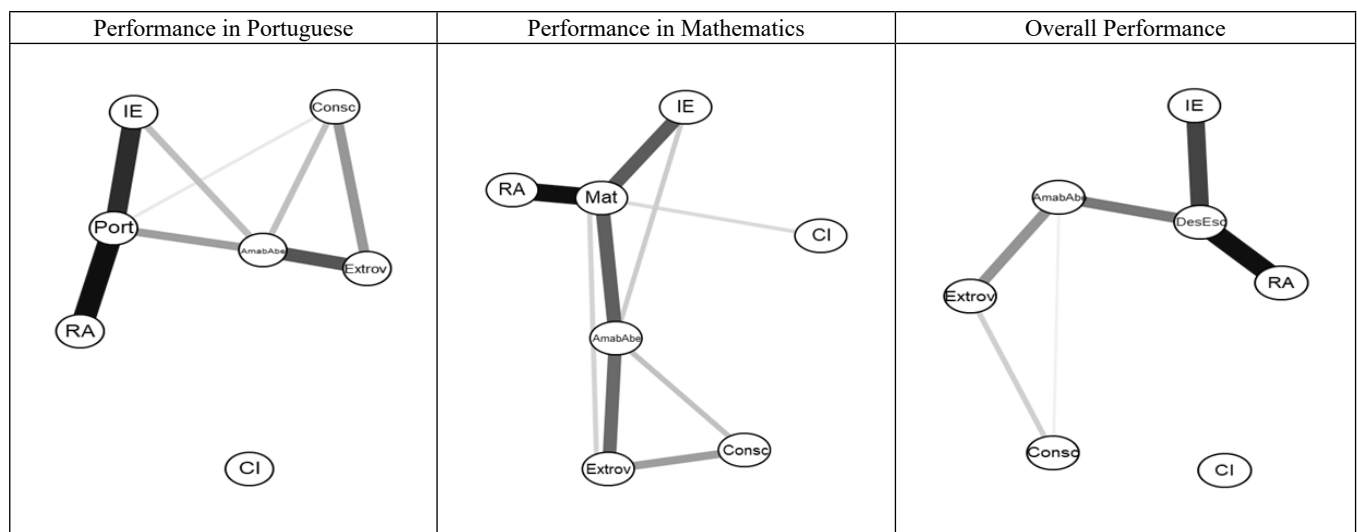 Performance in Portuguese
Performance in Mathematics
Overall Performance
IE
Consc
Port
AmabAbe
Extrov
RA
CI
IE
RA
Mat
CI
AmabAbe
Consc
Extrov
IE
AmabAbe
DesEsc
RA
Extrov
Consc
CI